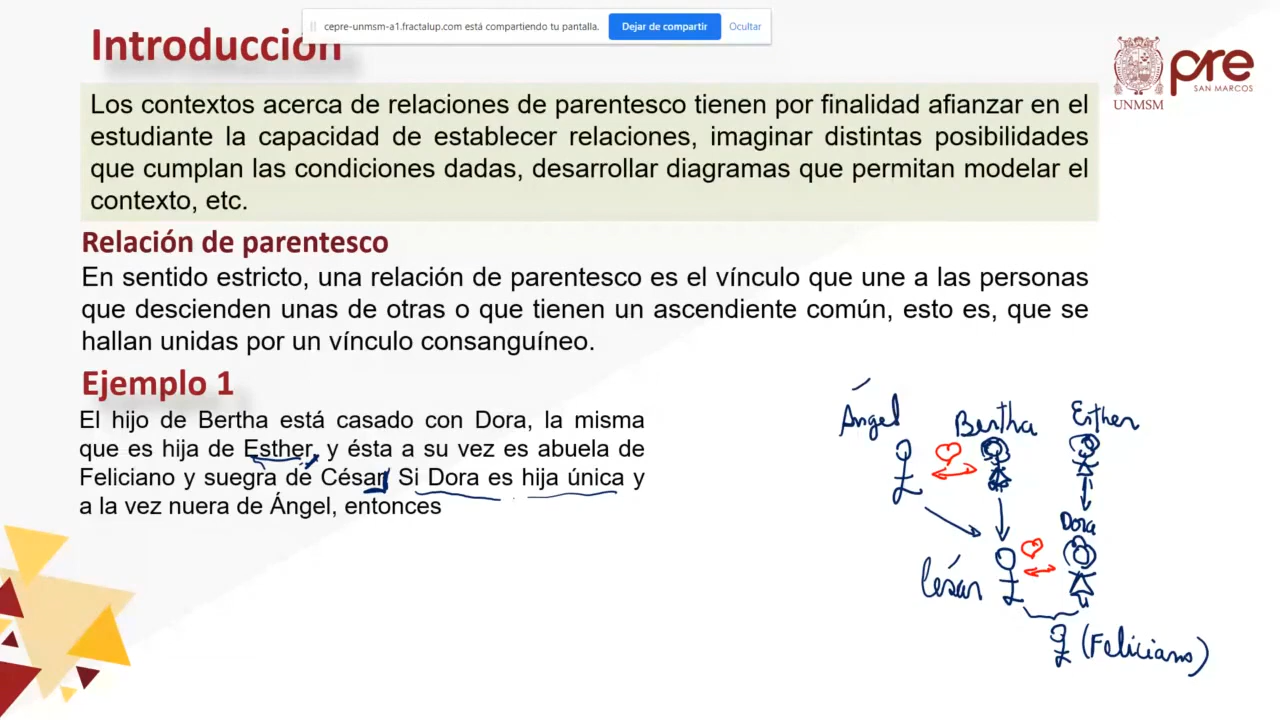 cepre-unmsm-a1.fractalup.com está compartiendo tu pantalla.
Dejar de compartir
Ocultar
Introducción
pre
SAN MARCOS
UNMSM
Los contextos acerca de relaciones de parentesco tienen por finalidad afianzar en el
estudiante la capacidad de establecer relaciones, imaginar distintas posibilidades
que cumplan las condiciones dadas, desarrollar diagramas que permitan modelar el
contexto, etc.
Relación de parentesco
En sentido estricto, una relación de parentesco es el vínculo que une a las personas
que descienden unas de otras o que tienen un ascendiente común, esto es, que se
hallan unidas por un vínculo consanguíneo.
Ejemplo 1
El hijo de Bertha está casado con Dora, la misma
que es hija de Esther, y ésta a su vez es abuela de
Feliciano y suegra de César Si Dora es hija única y
a la vez nuera de Ángel, entonces
Ángel Bertha Esther
Dora
César
(Feliciano)